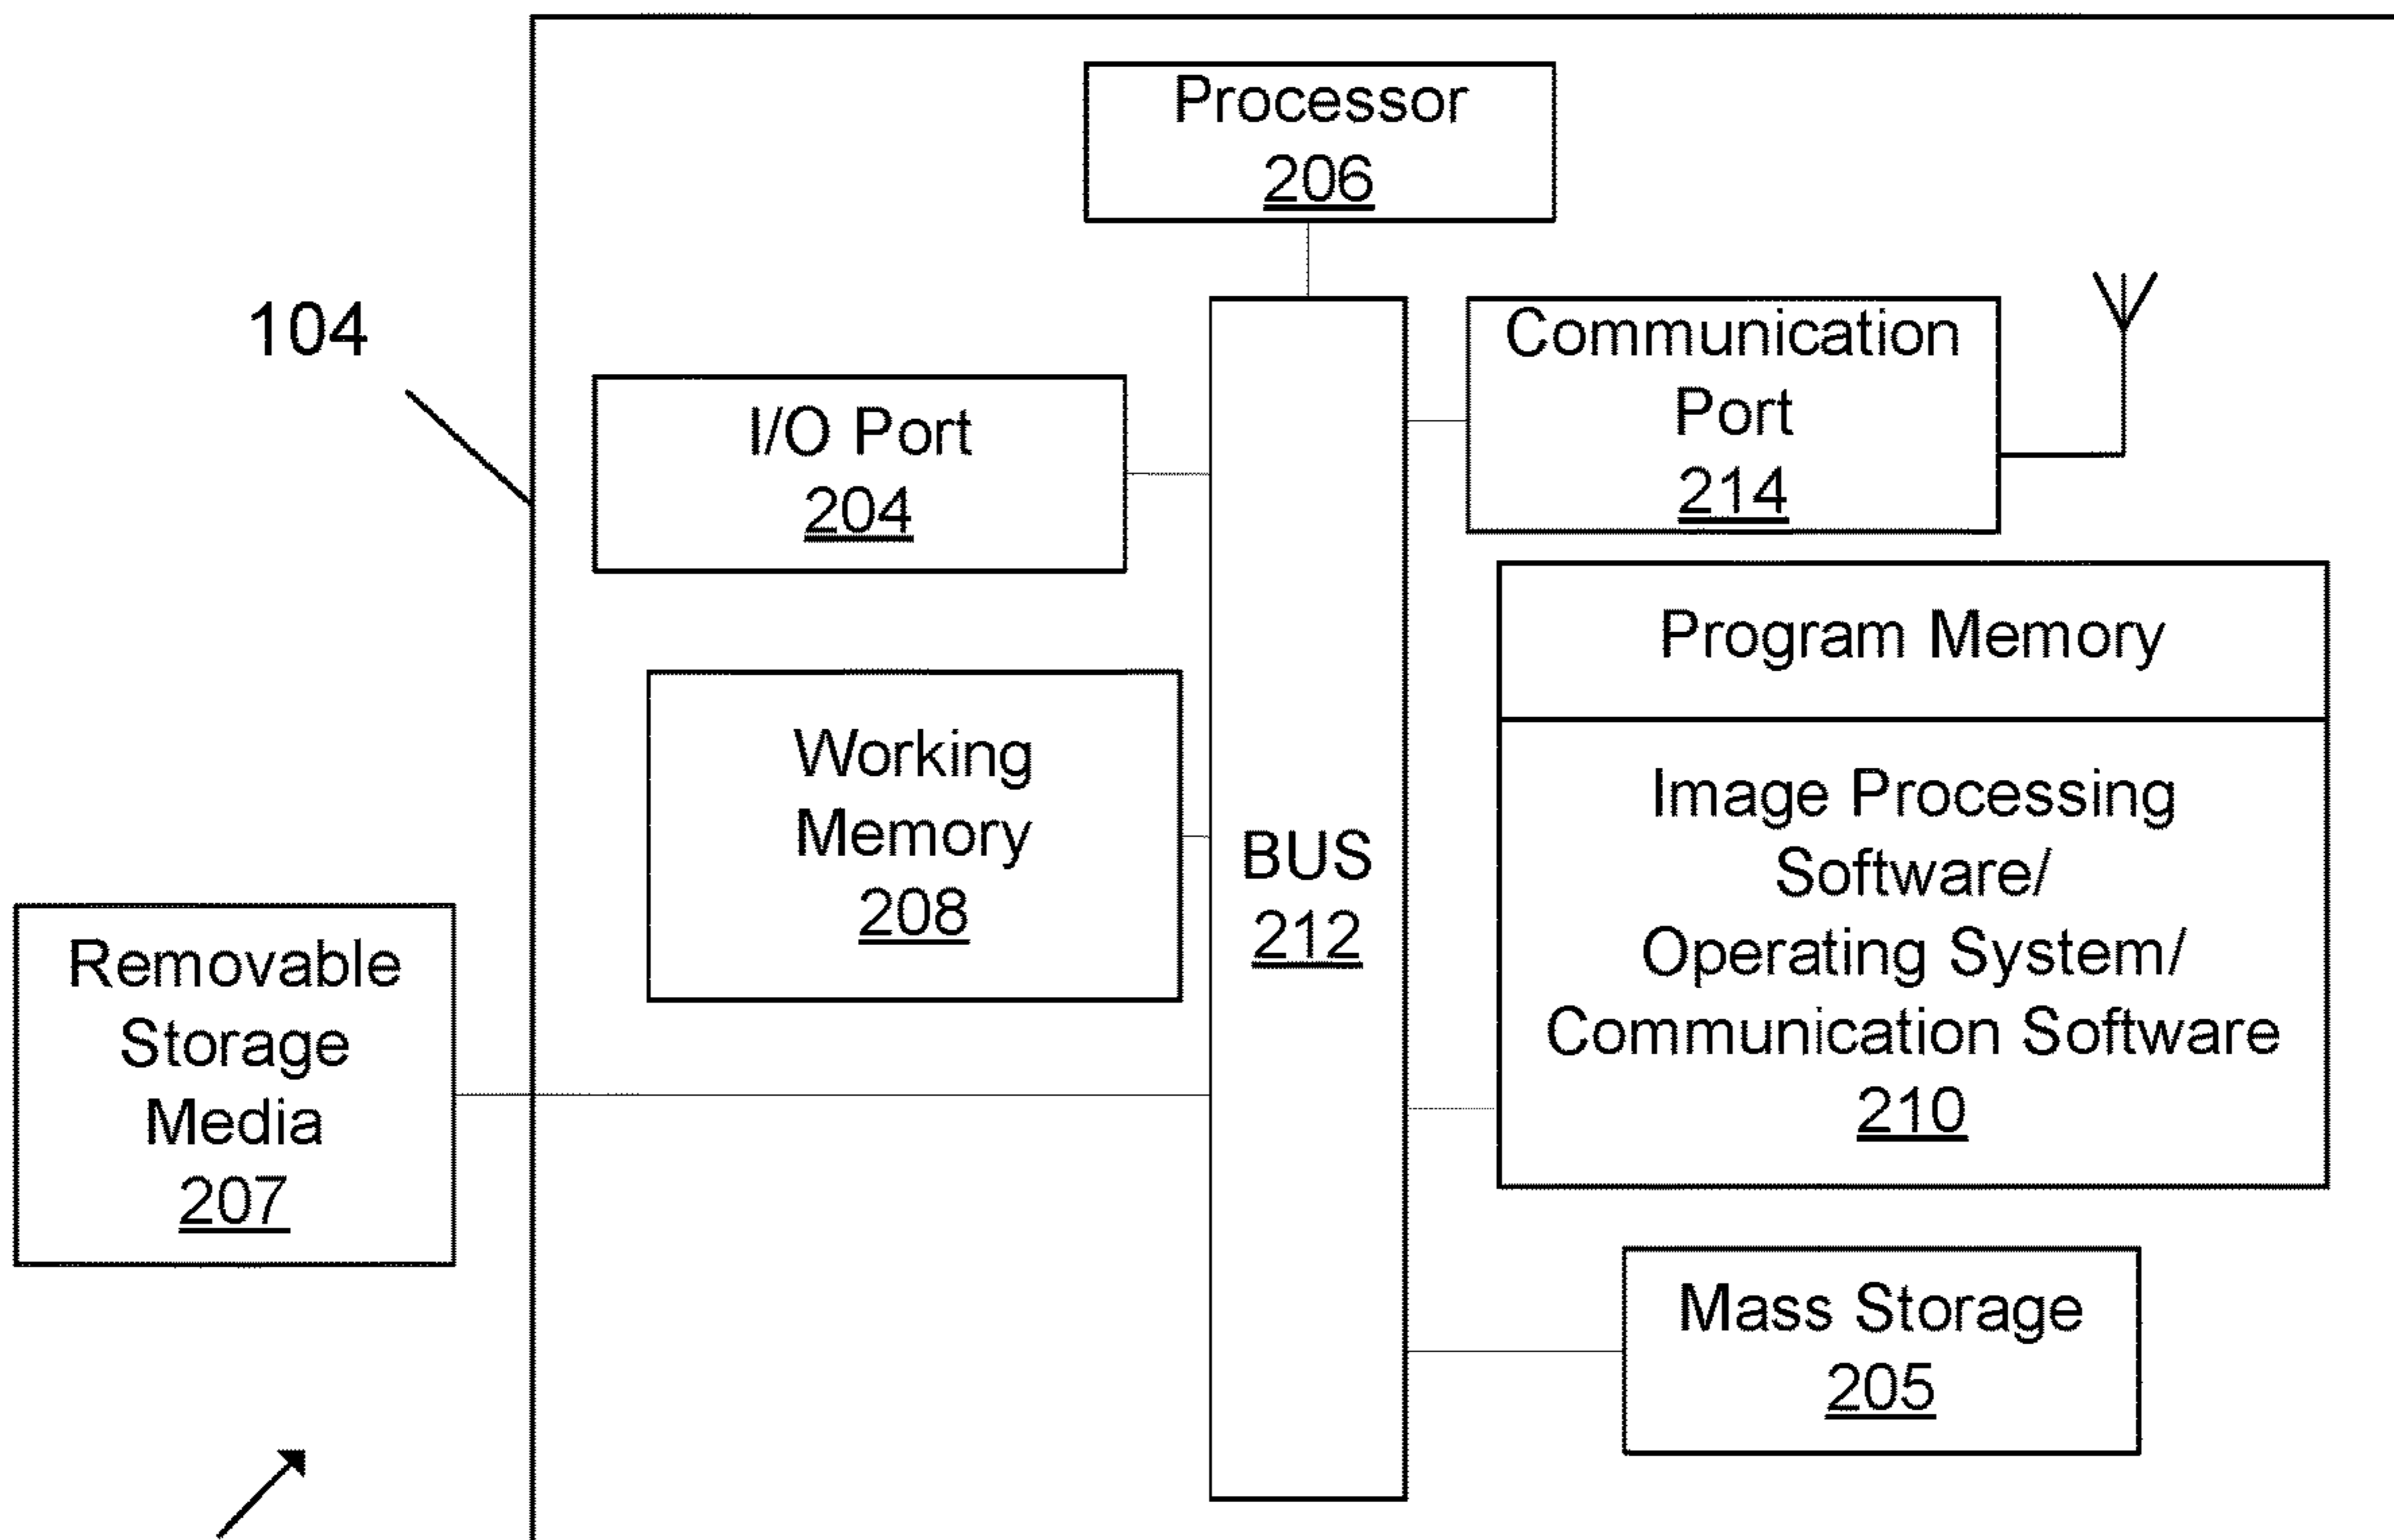 Processor
206
104
I/O Port
204
Communication
Port
214
Program Memory
Working
Memory
208
BUS
212
Image Processing
Software/
Operating System/
Communication Software
210
Removable
Storage
Media
207
Mass Storage
205